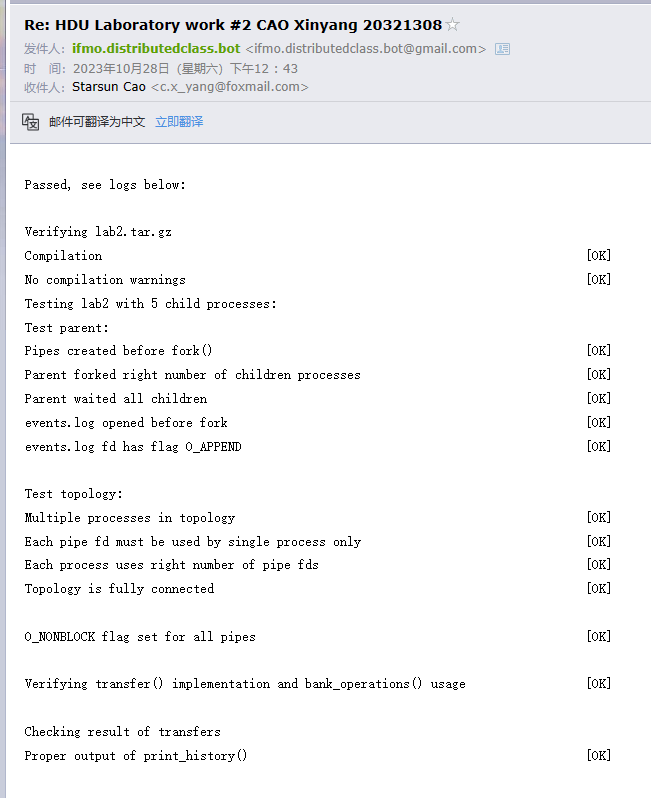 Re: HDU Laboratory work #2 CAO Xinyang 20321308
发件人: ifmo.distributedclass.bot <ifmo.distributedclass.bot@gmail.com>
时 间: 2023年10月28日 (星期六) 下午12 : 43
收件人: Starsun Cao <c.x_yang@foxmail.com>
邮件可翻译为中文 立即翻译
Passed, see logs below:
Verifying lab2.tar.gz
Compilation [OK]
No compilation warnings [OK]
Testing lab2 with 5 child processes:
Test parent:
Pipes created before fork() [OK]
Parent forked right number of children processes [OK]
Parent waited all children [OK]
events.log opened before fork [OK]
events.log fd has flag O_APPEND [OK]
Test topology:
Multiple processes in topology [OK]
Each pipe fd must be used by single process only [OK]
Each process uses right number of pipe fds [OK]
Topology is fully connected [OK]
O_NONBLOCK flag set for all pipes [OK]
Verifying transfer() implementation and bank_operations() usage [OK]
Checking result of transfers
Proper output of print_history() [OK]